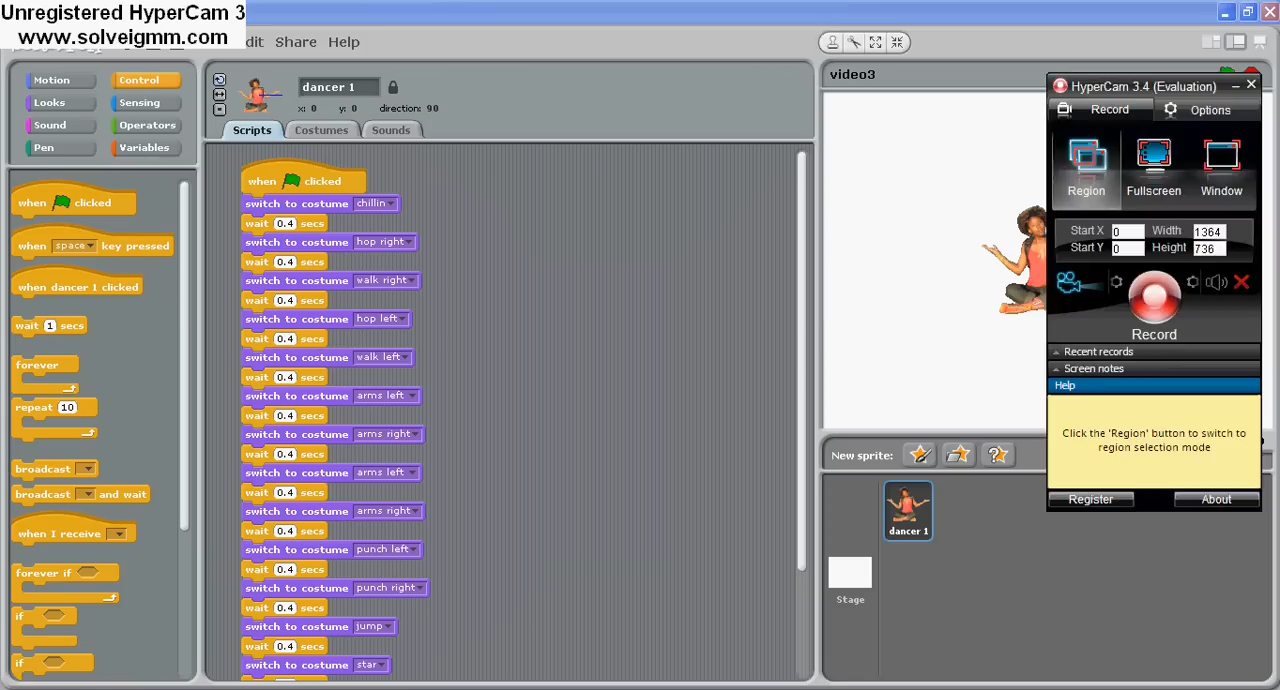 Unregistered HyperCam 3
www.solveigmm.com
dit Share Help
Motion Control
Looks Sensing
Sound Operators
Pen Variables
when clicked
when space key pressed
when dancer 1 clicked
wait 1 secs
forever
repeat 10
broadcast
broadcast and wait
when I receive
forever if
if
if
dancer 1
x: 0 y: 0 direction: 90
Scripts Costumes Sounds
when clicked
switch to costume chillin
wait 0.4 secs
switch to costume hop right
wait 0.4 secs
switch to costume walk right
wait 0.4 secs
switch to costume hop left
wait 0.4 secs
switch to costume walk left
wait 0.4 secs
switch to costume arms left
wait 0.4 secs
switch to costume arms right
wait 0.4 secs
switch to costume arms left
wait 0.4 secs
switch to costume arms right
wait 0.4 secs
switch to costume punch left
wait 0.4 secs
switch to costume punch right
wait 0.4 secs
switch to costume jump
wait 0.4 secs
switch to costume star
video3
New sprite:
dancer 1
Stage
HyperCam 3.4 (Evaluation)
Record Options
Region Fullscreen Window
Start X 0 Width 1364
Start Y 0 Height 736
Record
Recent records
Screen notes
Help
Click the 'Region' button to switch to
region selection mode
Register About